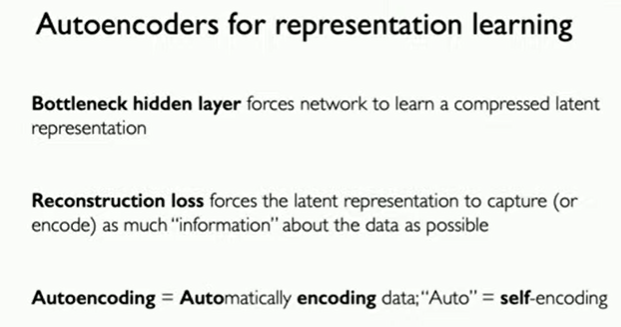 Autoencoders for representation learning
Bottleneck hidden layer forces network to learn a compressed latent
representation
Reconstruction loss forces the latent representation to capture (or
encode) as much “information” about the data as possible
Autoencoding = Automatically encoding data; “Auto” = self-encoding